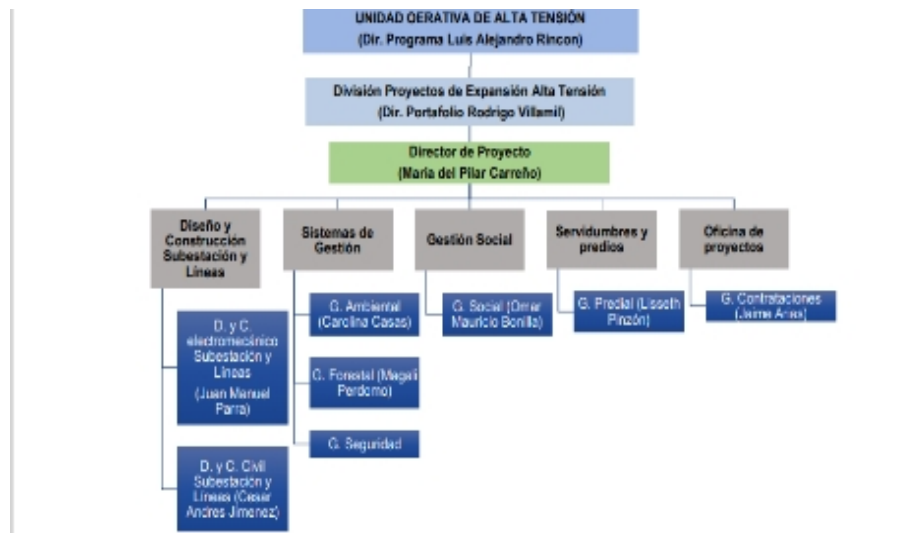 UNIDAD OERATIVA DE ALTA TENSIÓN
(Dir. Programa Luis Alejandro Rincon)
División Proyectos de Expansión Alta Tensión
(Dir. Portafolio Rodrigo Villamil)
Director de Proyecto
(Maria del Pilar Carreño)
Diseño y
Construcción
Subestación y
Líneas
Sistemas de
Gestión
Gestión Social
Servidumbres y
predios
Oficina de
proyectos
D. y C.
electromecánico
Subestación y
Líneas
(Juan Manuel
Parra)
D. y C. Civil
Subestación y
Líneas (Cesar
Andres Jimenez)
G. Ambiental
(Carolina Casas)
G. Forestal (Magali
Perdomo)
G. Seguridad
G. Social (Omar
Mauricio Bonilla)
G. Predial (Lisseth
Pinzón)
G. Contrataciones
(Jaime Arias)